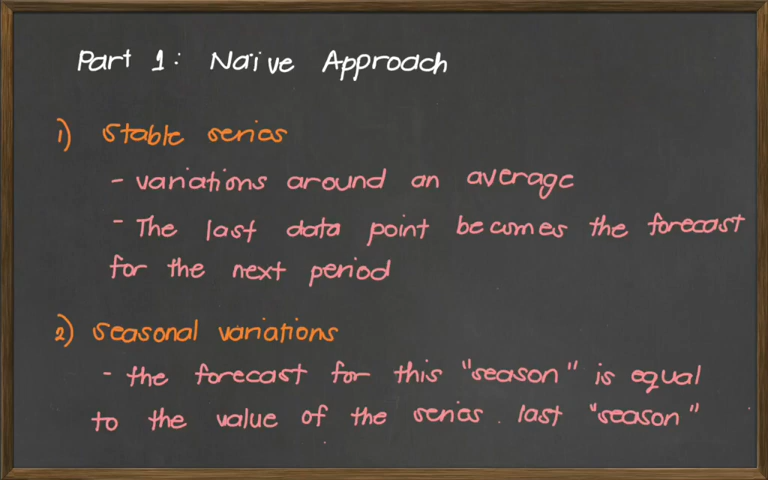 Part 1: Naïve Approach
1) stable series
- variations around an average
- The last data point becomes the forecast
for the next period
2) seasonal variations
- the forecast for this "season" is equal
to the value of the series last "season"